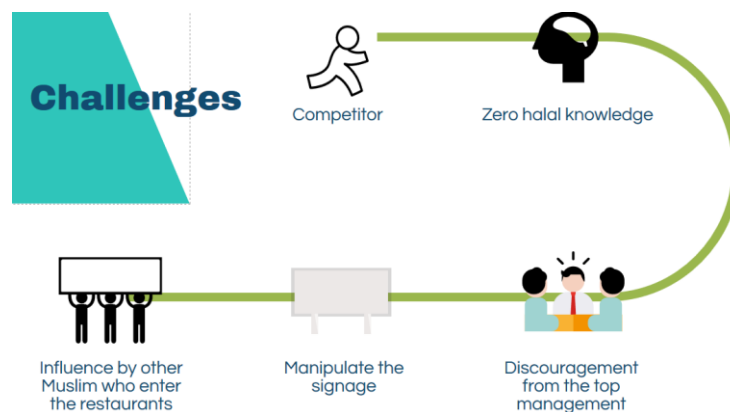 Challenges
Competitor
Zero halal knowledge
Influence by other
Muslim who enter
the restaurants
Manipulate the
signage
Discouragement
from the top
management